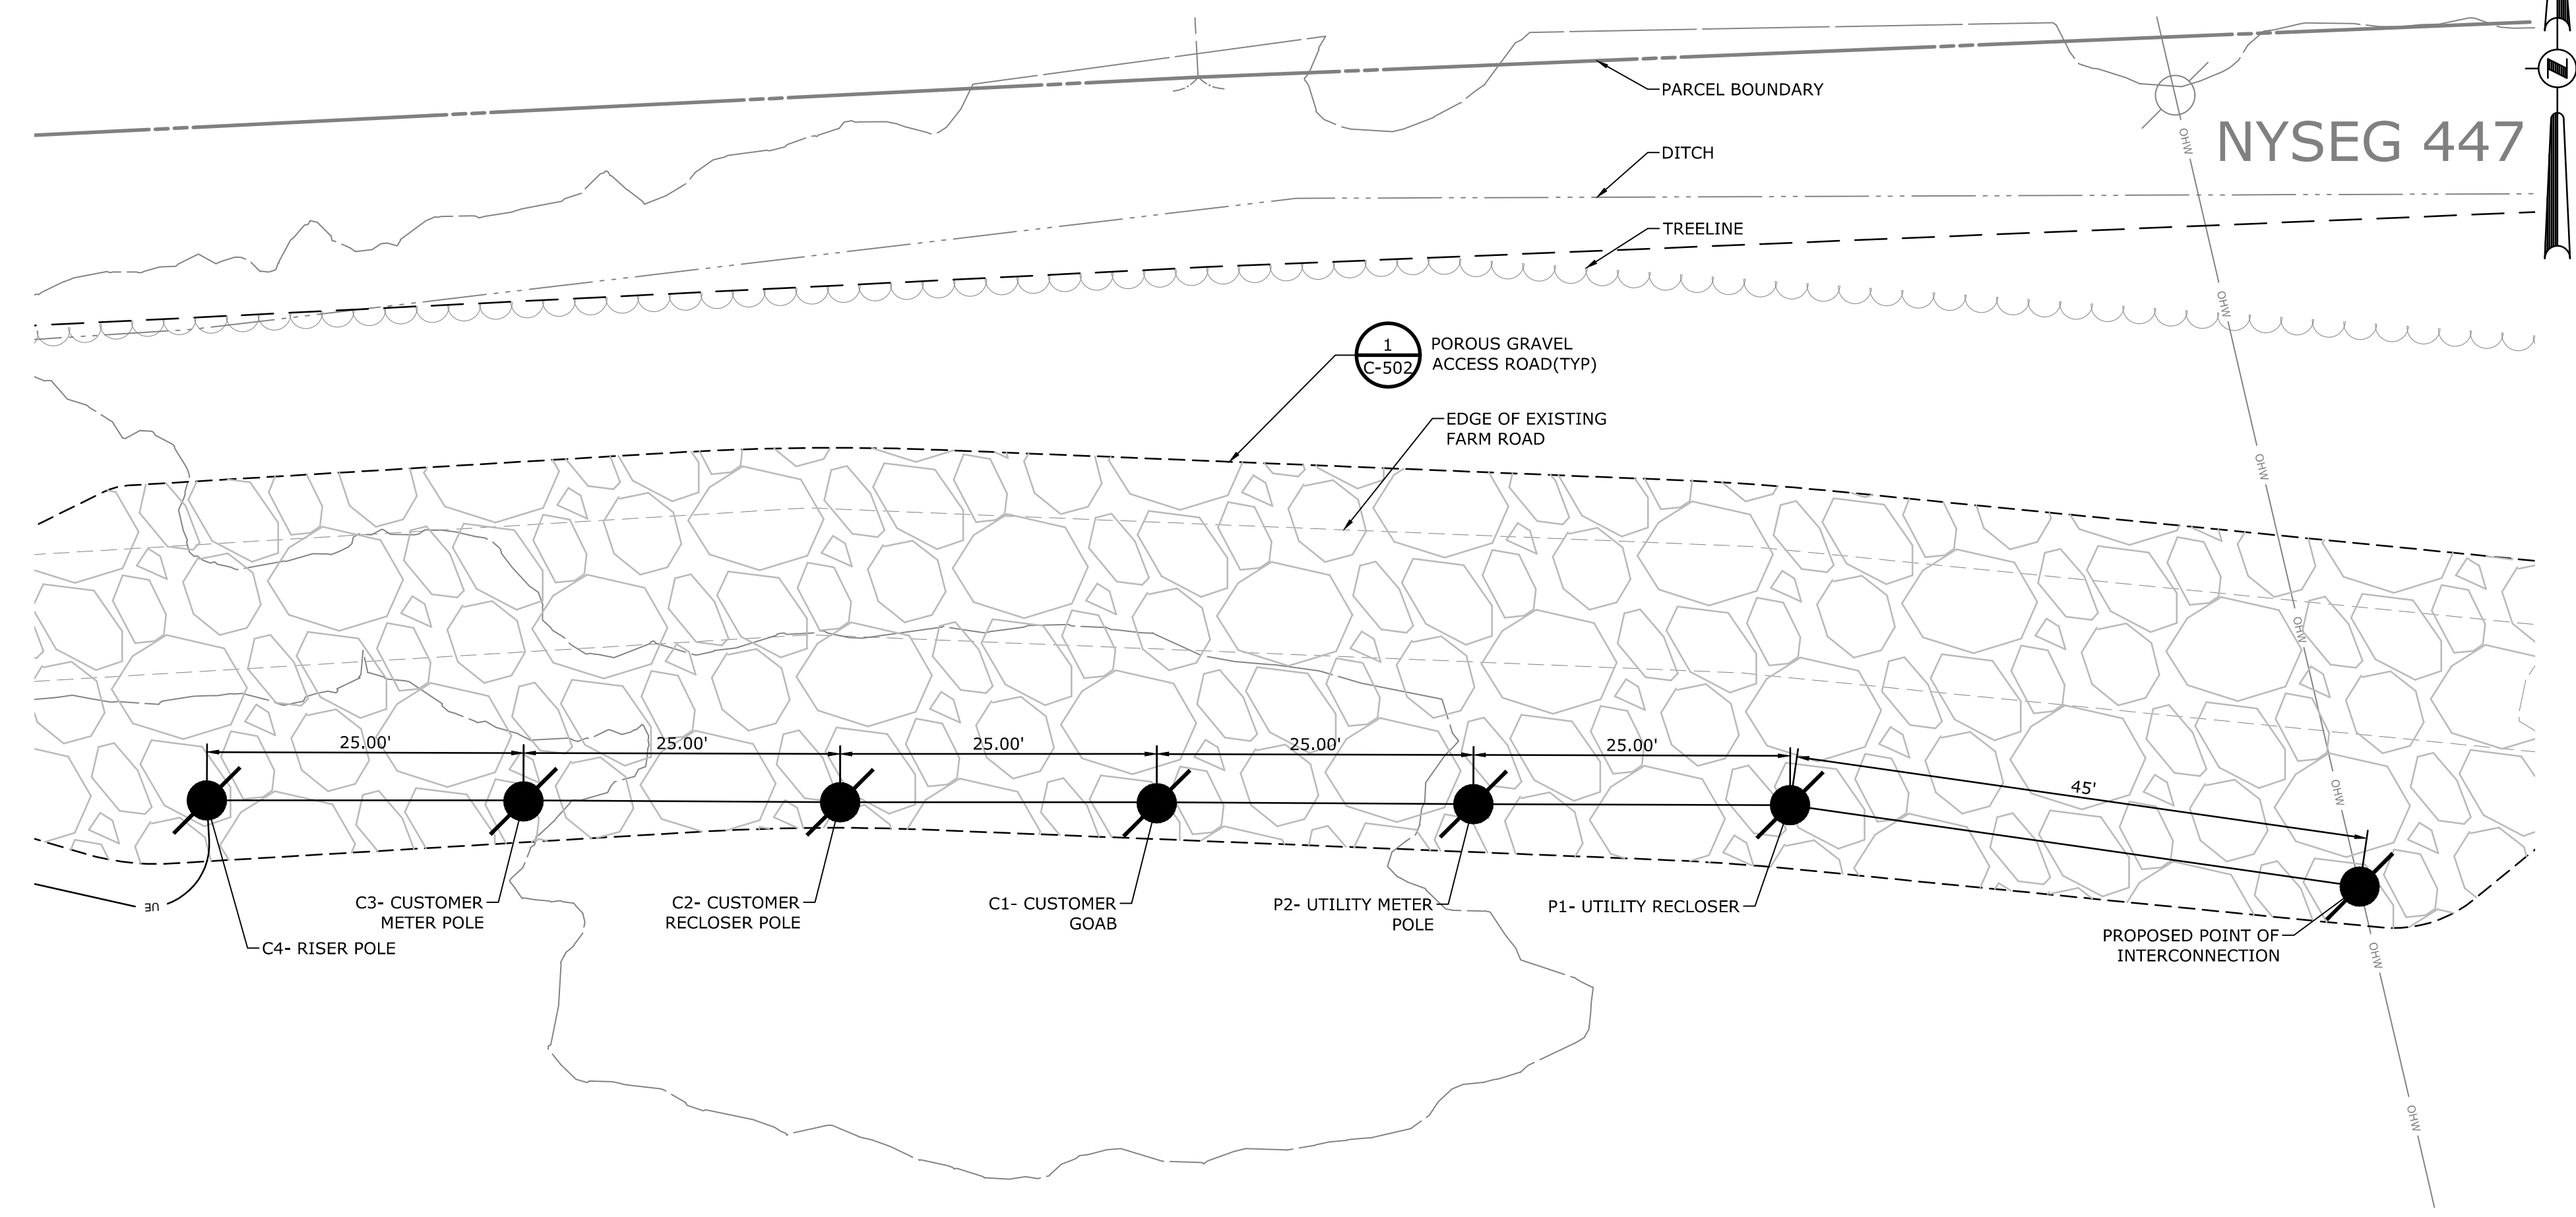 PARCEL BOUNDARY
DITCH
NYSEG 447
TREELINE
1
C-502
POROUS GRAVEL
ACCESS ROAD(TYP)
EDGE OF EXISTING
FARM ROAD
25.00'
25.00'
25.00'
25.00'
25.00'
45'
UE
C4- RISER POLE
C3- CUSTOMER
METER POLE
C2- CUSTOMER
RECLOSER POLE
C1- CUSTOMER
GOAB
P2- UTILITY METER
POLE
P1- UTILITY RECLOSER
PROPOSED POINT OF
INTERCONNECTION
OHW
OHW
OHW
OHW
OHW
OHW
OHW
N